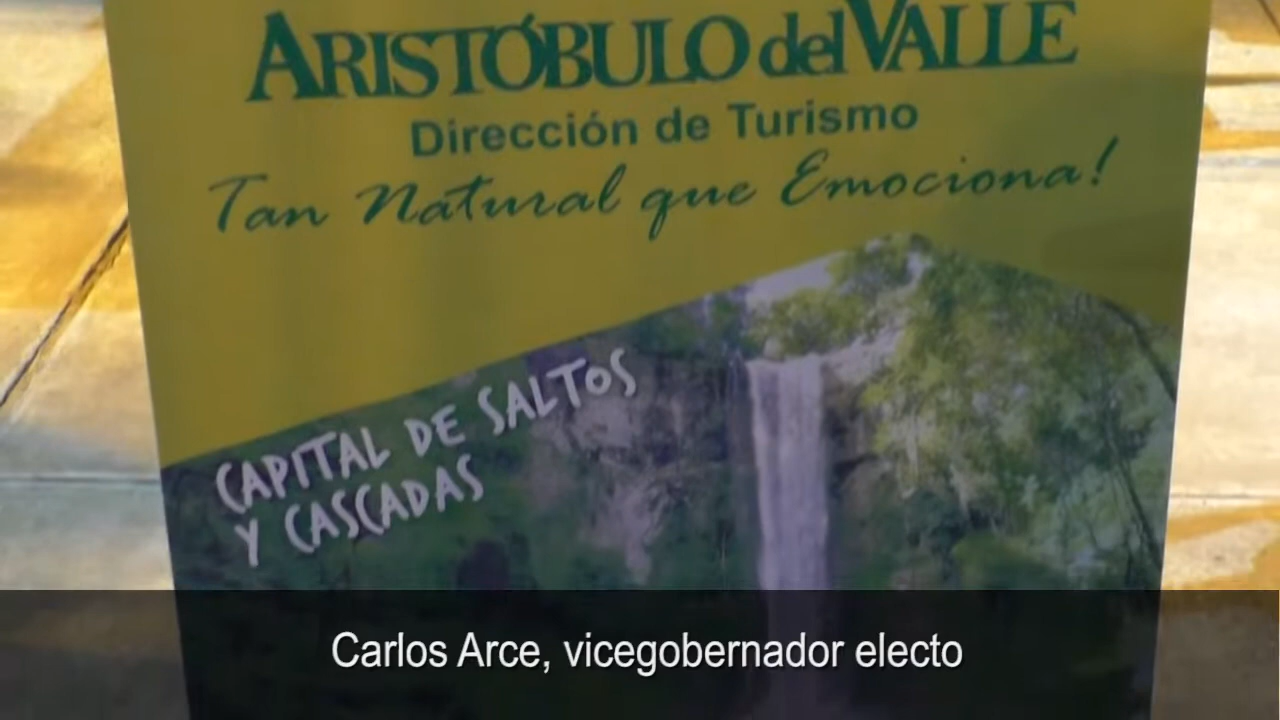 ARISTÓBULO del VALLE
Dirección de Turismo
Tan Natural que Emociona!
CAPITAL DE SALTOS
Y CASCADAS
Carlos Arce, vicegobernador electo